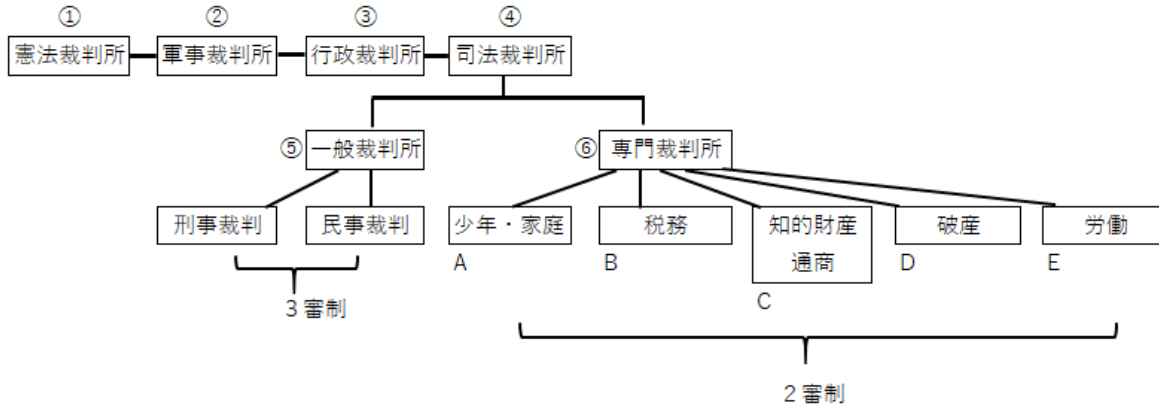 ① ② ③ ④
憲法裁判所 軍事裁判所 行政裁判所 司法裁判所
⑤ 一般裁判所 ⑥ 専門裁判所
刑事裁判 民事裁判 少年・家庭 税務 知的財産 破産 労働
通商
A B D E
C
3審制
2審制